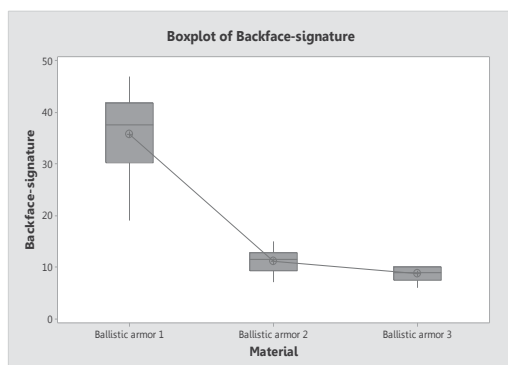 Boxplot of Backface-signature
50
40
30
20
10
0
Backface-signature
Ballistic armor 1
Ballistic armor 2
Ballistic armor 3
Material